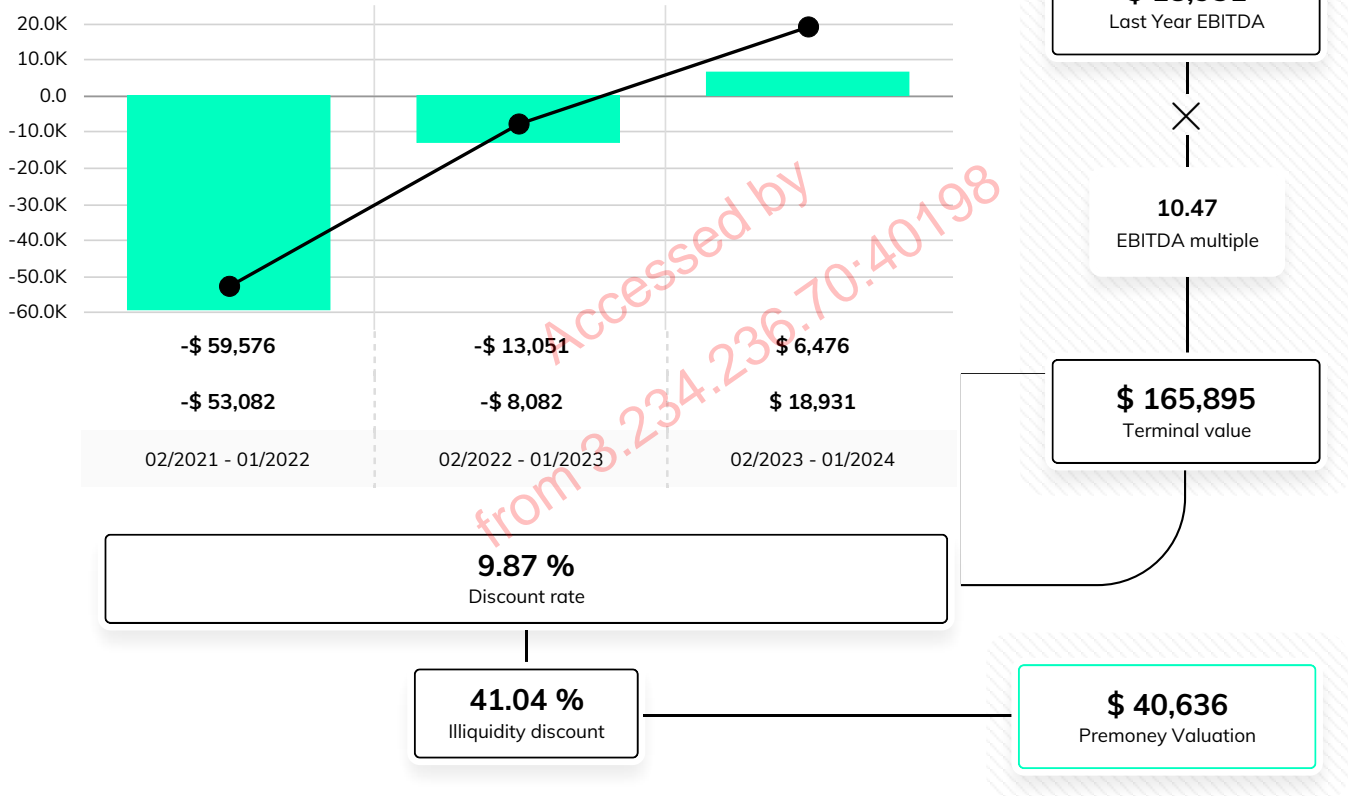 20.0K
10.0K
0.0
-10.0K
-20.0K
-30.0K
-40.0K
-50.0K
-60.0K
-$ 59,576 -$ 13,051 $ 6,476
-$ 53,082 -$ 8,082 $ 18,931
02/2021 - 01/2022 02/2022 - 01/2023 02/2023 - 01/2024
9.87 %
Discount rate
41.04 %
Illiquidity discount
Last Year EBITDA
10.47
EBITDA multiple
$ 165,895
Terminal value
$ 40,636
Premoney Valuation
Accessed by
from 3.234.236.70:40198